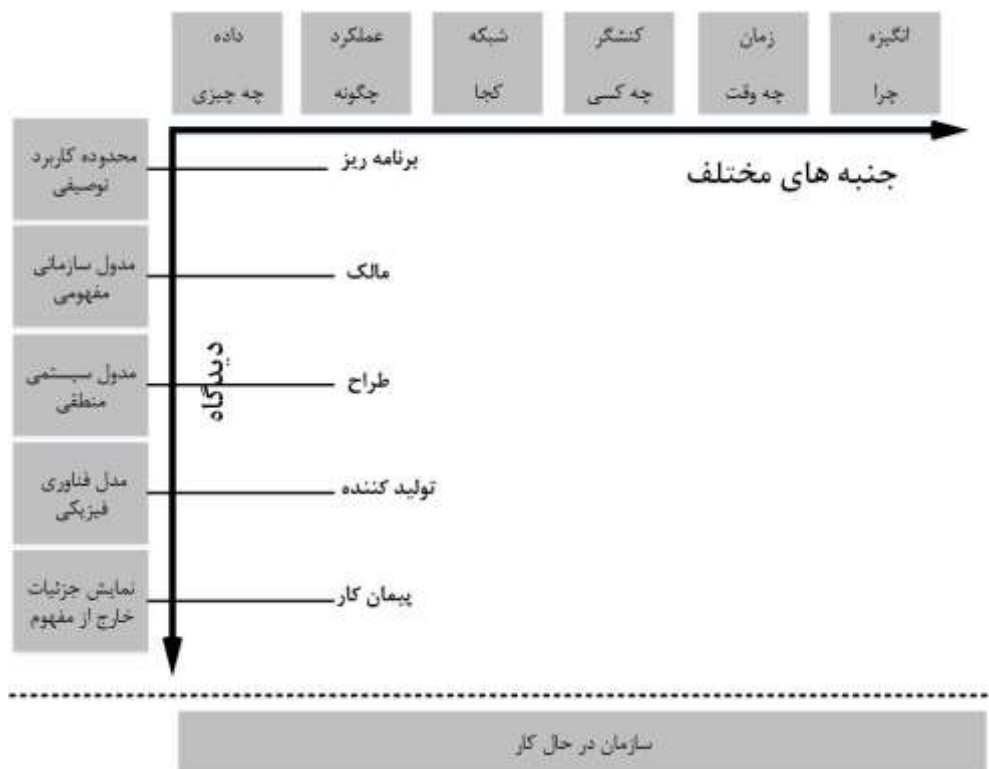 انگیزه
چرا
زمان
چه وقت
کنشگر
چه کسی
شبکه
کجا
عملکرد
چگونه
داده
چه چیزی
جنبه های مختلف
دیدگاه
محدوده کاربرد
توصیفی
برنامه ریز
مدول سازمانی
مفهومی
مالک
مدول سیستمی
منطقی
طراح
مدل فناوری
فیزیکی
تولید کننده
نمایش جزئیات
خارج از مفهوم
پیمان کار
سازمان در حال کار